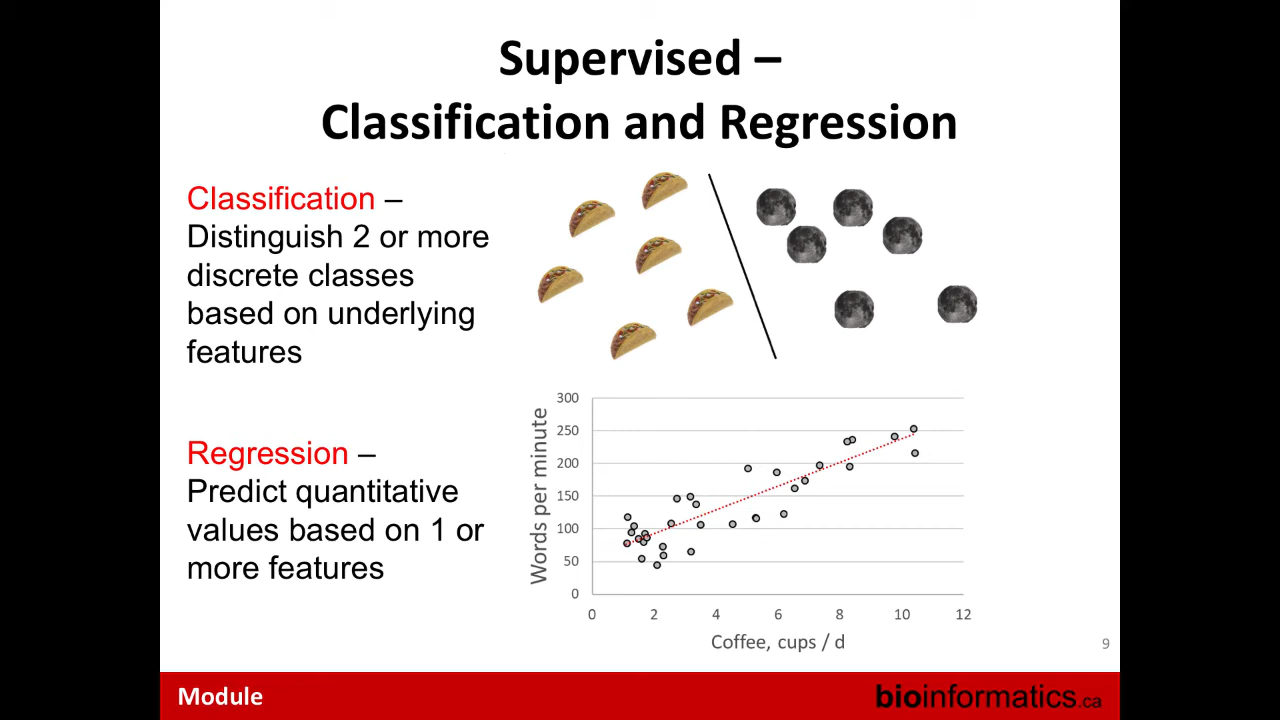 Supervised –
Classification and Regression
Classification –
Distinguish 2 or more
discrete classes
based on underlying
features
Regression –
Predict quantitative
values based on 1 or
more features
Words per minute
300
250
200
150
100
50
0
0 2 4 6 8 10 12
Coffee, cups / d
9
Module
bioinformatics.ca